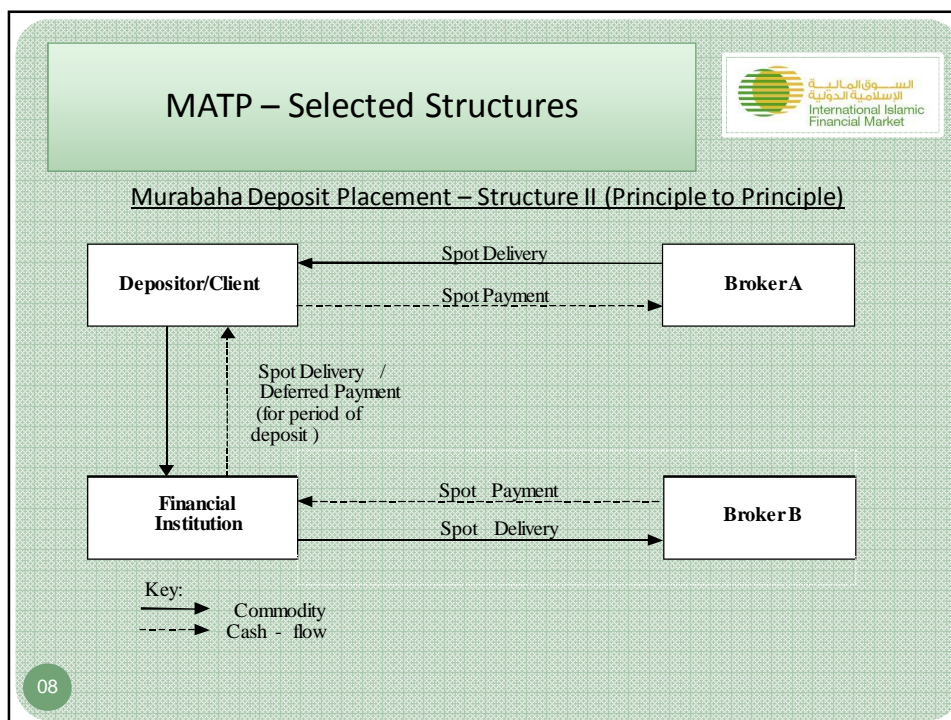 MATP – Selected Structures
السوق المالية
الإسلامية الدولية
International Islamic
Financial Market
Murabaha Deposit Placement – Structure II (Principle to Principle)
Depositor/Client
Spot Delivery
Spot Payment
Broker A
Spot Delivery /
Deferred Payment
(for period of
deposit )
Financial
Institution
Spot Payment
Spot Delivery
Broker B
Key:
Commodity
Cash - flow
08